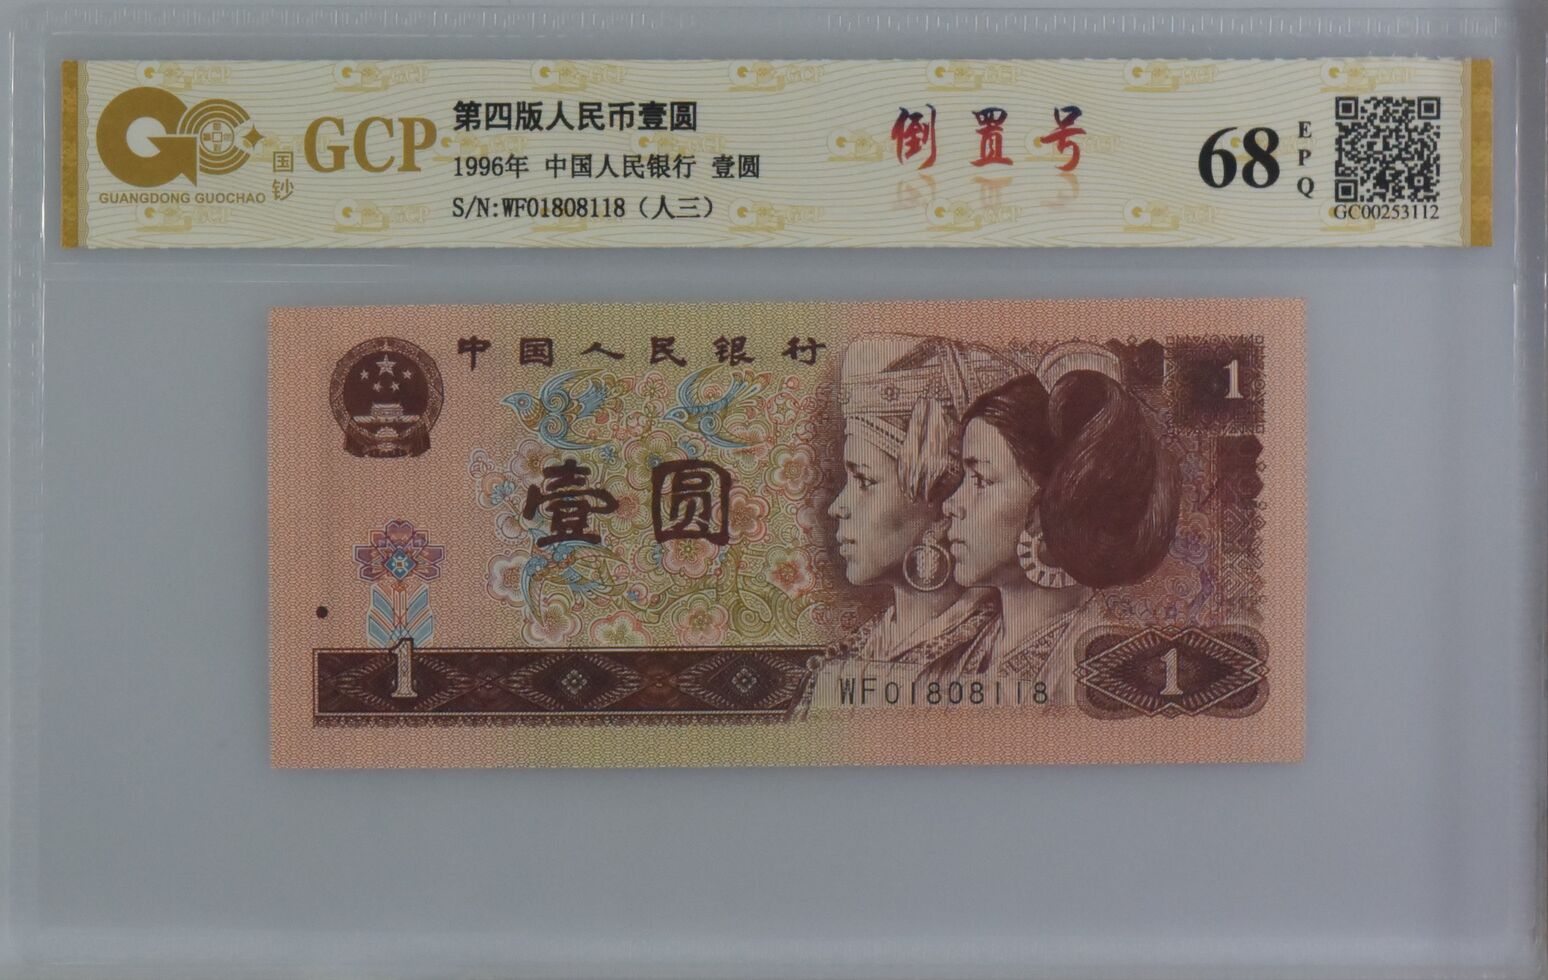 GCP
GUANGDONG GUOCHAO
国钞
第四版人民币壹圆
1996年 中国人民银行 壹圆
S/N:WF01808118（人三）
倒置号
68
EPQ
GC00253112
中国人民银行
1
壹圆
1
WF01808118
1